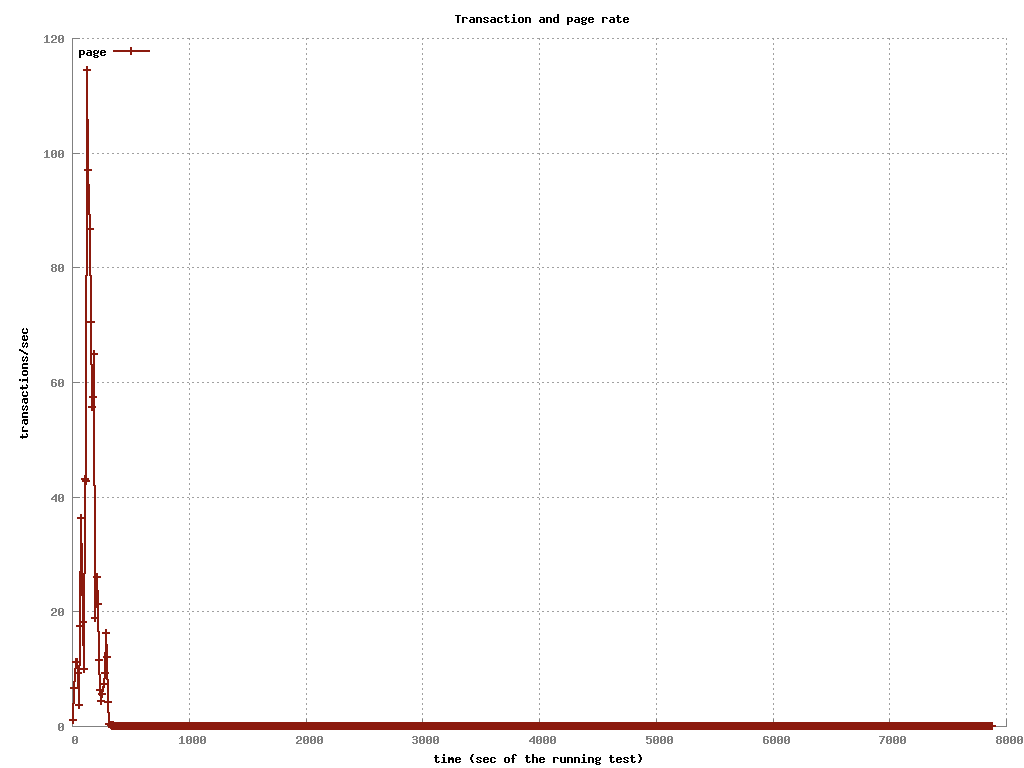 Transaction and page rate
120
page
100
80
60
40
20
0
transactions/sec
0 1000 2000 3000 4000 5000 6000 7000 8000
time (sec of the running test)